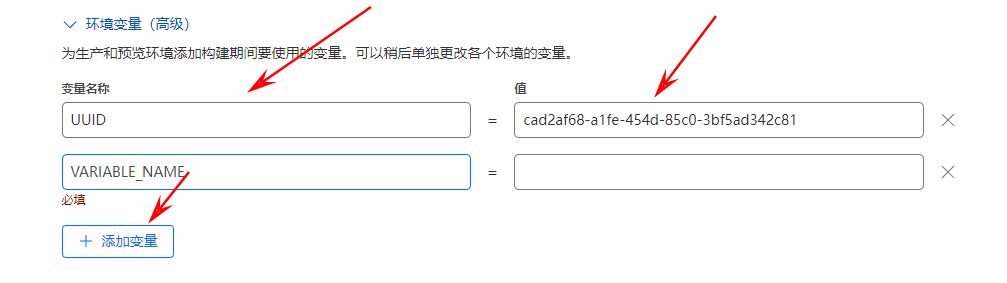 环境变量（高级）
为生产和预览环境添加构建期间要使用的变量。可以稍后单独更改各个环境的变量。
变量名称 值
UUID = cad2af68-a1fe-454d-85c0-3bf5ad342c81
VARIABLE_NAME =
必填
+ 添加变量